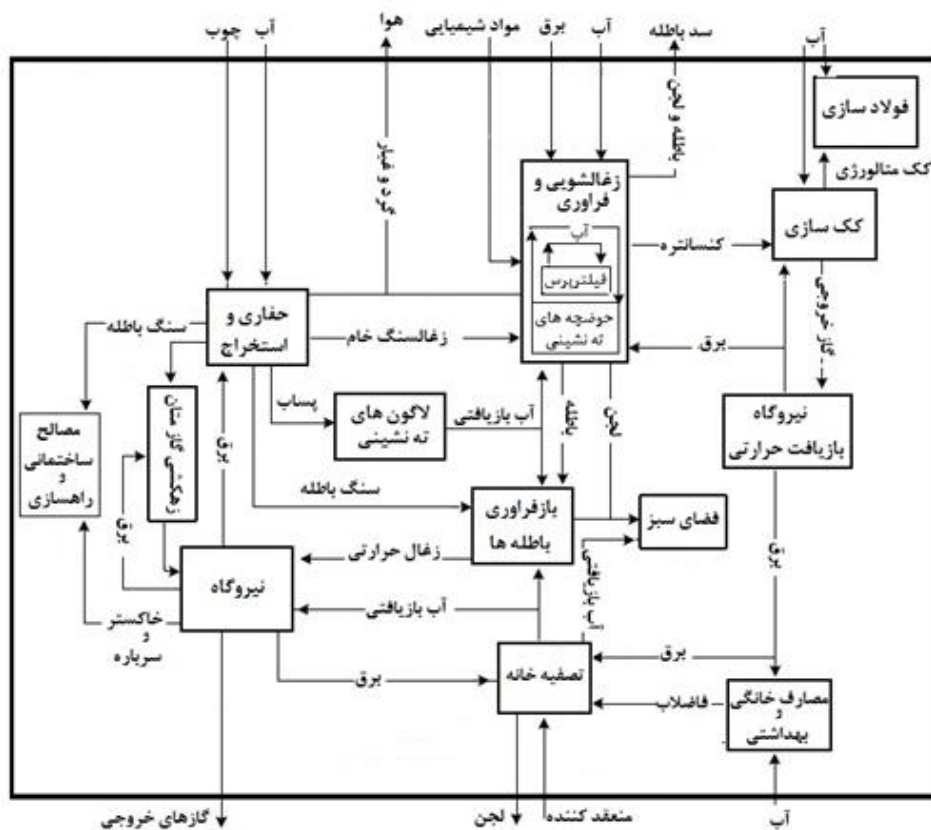 چوب
آب
هوا
مواد شیمیایی
برق
آب
سد باطله
آب
گرد و غبار
باطله و لجن
فولاد سازی
کک متالورژی
زغالشویی و
فراوری
آب
فیلترپرس
حوضچه های
ته نشینی
کنسانتره
کک سازی
گاز خروجی
حفاری و
استخراج
سنگ باطله
زغالسنگ خام
برق
زهکشی گاز متان
برق
پساب
لاگون های
ته نشینی
آب بازیافتی
باطله
لجن
نیروگاه
بازیافت حرارتی
مصالح
ساختمانی
و
راهسازی
برق
سنگ باطله
بازفراوری
باطله ها
فضای سبز
زغال حرارتی
آب بازیافتی
برق
نیروگاه
آب بازیافتی
خاکستر
و
سرباره
برق
تصفیه خانه
برق
فاضلاب
مصارف خانگی
و
بهداشتی
گازهای خروجی
لجن
منعقد کننده
آب